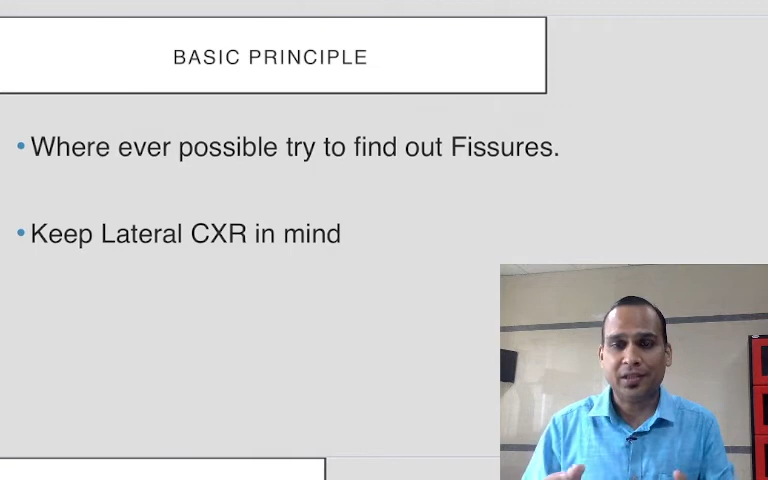 BASIC PRINCIPLE
• Where ever possible try to find out Fissures.
• Keep Lateral CXR in mind